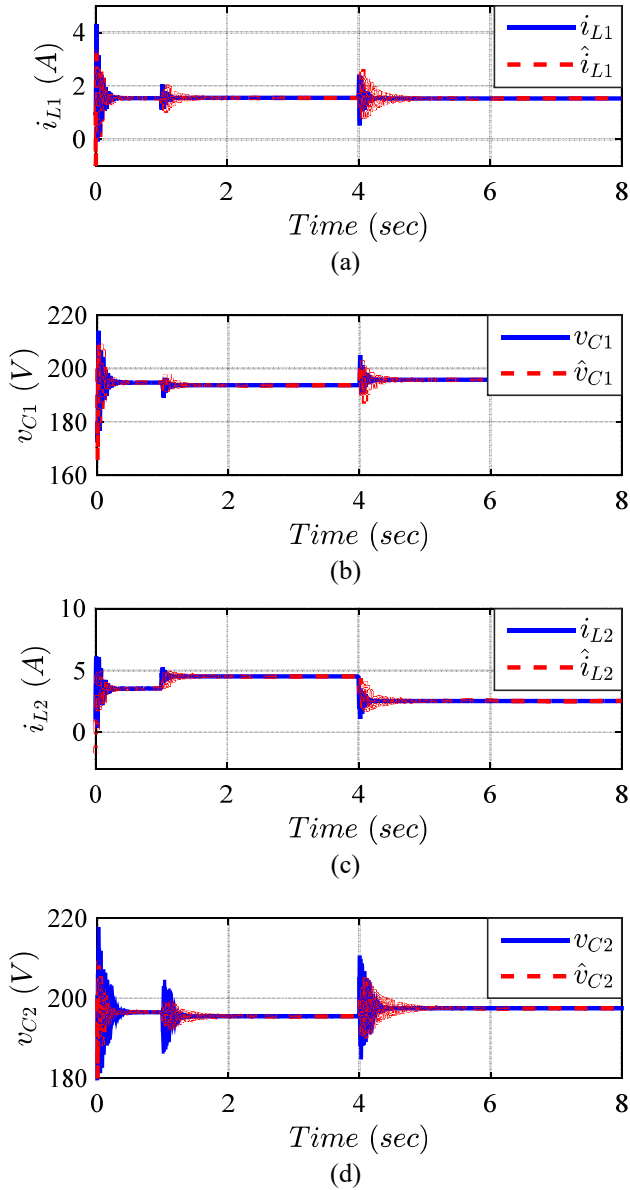 4
2
0
i_{L1} (A)
i_{L1}
\hat{i}_{L1}
0 2 4 6 8
Time (sec)
(a)
220
200
180
160
v_{C1} (V)
v_{C1}
\hat{v}_{C1}
0 2 4 6 8
Time (sec)
(b)
10
5
0
i_{L2} (A)
i_{L2}
\hat{i}_{L2}
0 2 4 6 8
Time (sec)
(c)
220
200
180
v_{C2} (V)
v_{C2}
\hat{v}_{C2}
0 2 4 6 8
Time (sec)
(d)